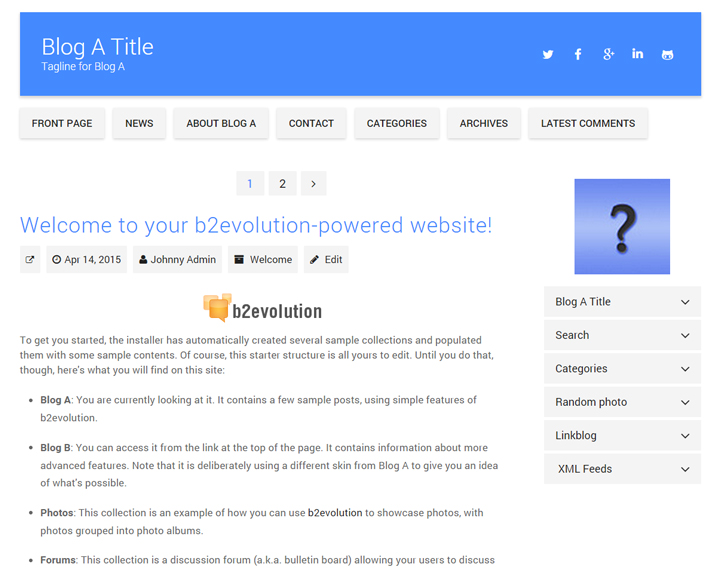 Blog A Title
Tagline for Blog A
FRONT PAGE
NEWS
ABOUT BLOG A
CONTACT
CATEGORIES
ARCHIVES
LATEST COMMENTS
1
2
Welcome to your b2evolution-powered website!
Apr 14, 2015
Johnny Admin
Welcome
Edit
b2evolution
To get you started, the installer has automatically created several sample collections and populated
them with some sample contents. Of course, this starter structure is all yours to edit. Until you do that,
though, here's what you will find on this site:
Blog A: You are currently looking at it. It contains a few sample posts, using simple features of
b2evolution.
Blog B: You can access it from the link at the top of the page. It contains information about more
advanced features. Note that it is deliberately using a different skin from Blog A to give you an idea
of what's possible.
Photos: This collection is an example of how you can use b2evolution to showcase photos, with
photos grouped into photo albums.
Forums: This collection is a discussion forum (a.k.a. bulletin board) allowing your users to discuss
?
Blog A Title
Search
Categories
Random photo
Linkblog
XML Feeds